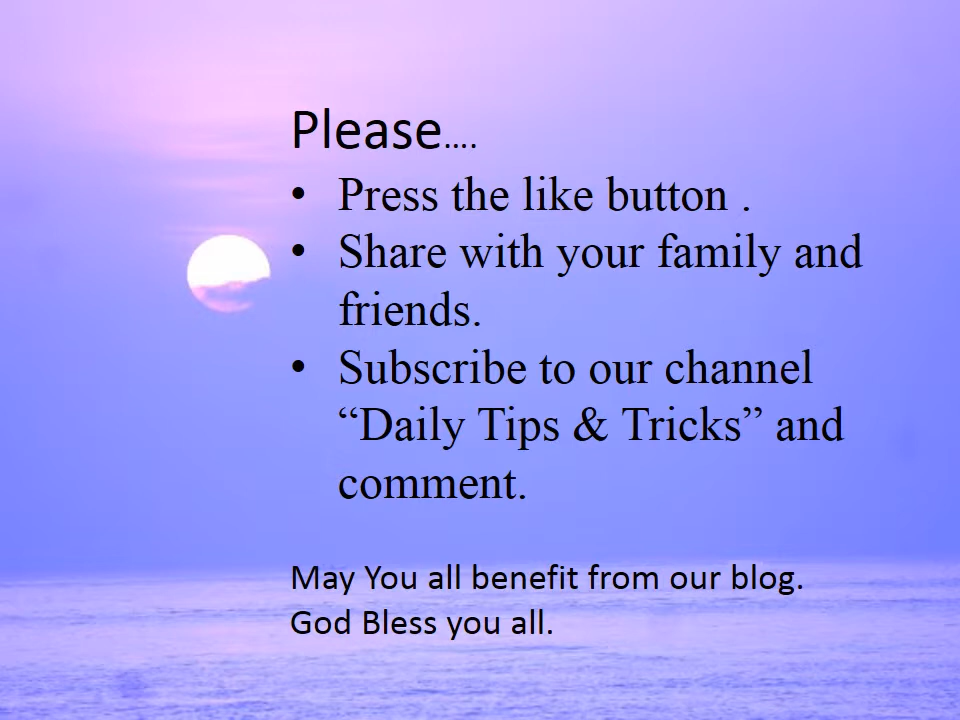 Please....
• Press the like button .
• Share with your family and
friends.
• Subscribe to our channel
“Daily Tips & Tricks” and
comment.
May You all benefit from our blog.
God Bless you all.